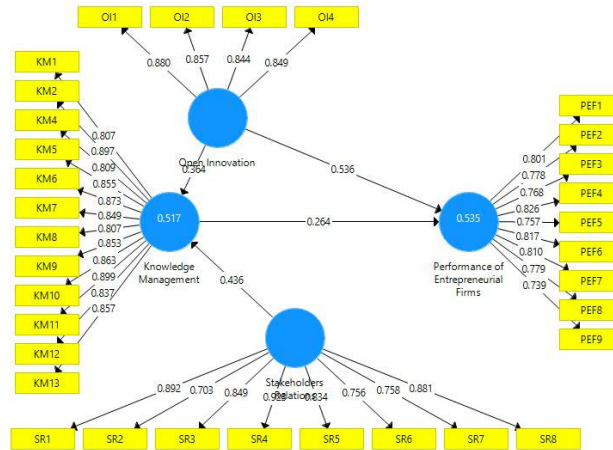 OI1 OI2 OI3 OI4
0.880 0.857 0.844 0.849
Open Innovation
KM1
KM2
KM4
KM5
KM6
KM7
KM8
KM9
KM10
KM11
KM12
KM13
0.807
0.897
0.809
0.855
0.873
0.849
0.807
0.853
0.863
0.899
0.837
0.857
0.364
0.536
0.517
Knowledge
Management
0.264
0.436
0.535
Performance of
Entrepreneurial
Firms
0.801
0.778
0.768
0.826
0.757
0.817
0.810
0.779
0.739
PEF1
PEF2
PEF3
PEF4
PEF5
PEF6
PEF7
PEF8
PEF9
Stakeholders
Relations
0.892 0.703 0.849 0.834 0.756 0.758 0.881
SR1 SR2 SR3 SR4 SR5 SR6 SR7 SR8